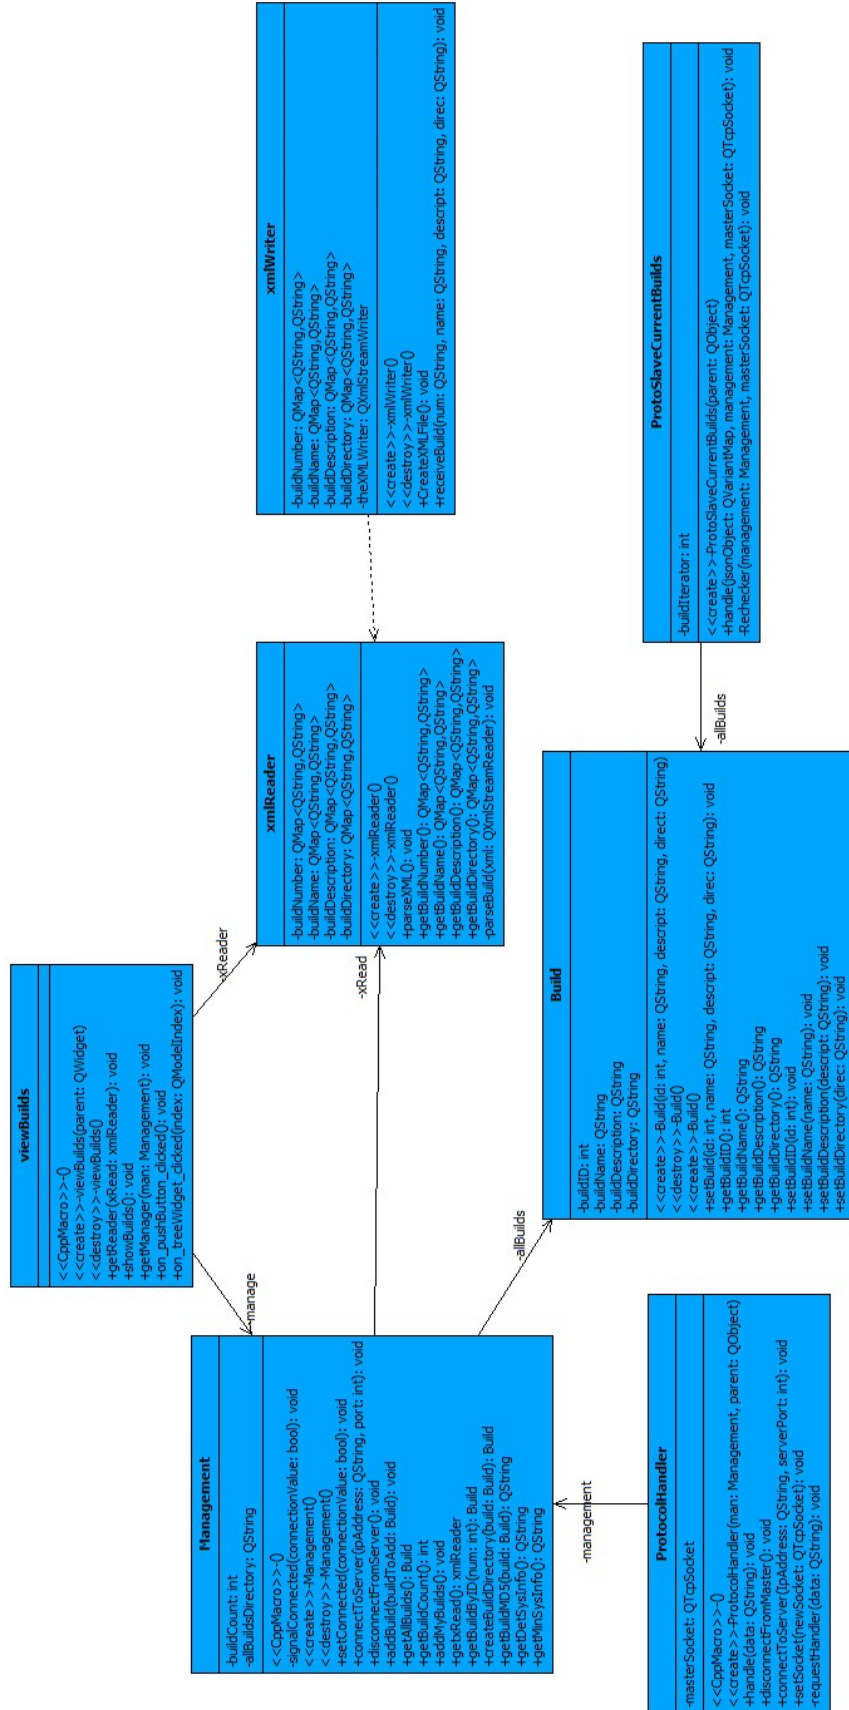 xmlWriter
-buildNumber: QMap<QString,QString>
-buildName: QMap<QString,QString>
-buildDescription: QMap<QString,QString>
-buildDirectory: QMap<QString,QString>
-theXMLWriter: QXmlStreamWriter
<<create>>-xmlWriter()
<<destroy>>-xmlWriter()
+CreateXMLFile(): void
+receiveBuild(num: QString, name: QString, descript: QString, direc: QString): void
ProtoSlaveCurrentBuilds
-buildIterator: int
<<create>>-ProtoSlaveCurrentBuilds(parent: QObject)
+handle(jsonObject: QVariantMap, management: Management, masterSocket: QTcpSocket): void
-Rechecker(management: Management, masterSocket: QTcpSocket): void
xmlReader
-buildNumber: QMap<QString,QString>
-buildName: QMap<QString,QString>
-buildDescription: QMap<QString,QString>
-buildDirectory: QMap<QString,QString>
<<create>>-xmlReader()
<<destroy>>-xmlReader()
+parseXML(): void
+getBuildNumber(): QMap<QString,QString>
+getBuildName(): QMap<QString,QString>
+getBuildDescription(): QMap<QString,QString>
+getBuildDirectory(): QMap<QString,QString>
-parseBuild(xml: QXmlStreamReader): void
-xReader
-xRead
-allBuilds
Build
-buildID: int
-buildName: QString
-buildDescription: QString
-buildDirectory: QString
<<create>>-Build(id: int, name: QString, descript: QString, direct: QString)
<<destroy>>-Build()
<<create>>-Build()
+setBuild(id: int, name: QString, descript: QString, direc: QString): void
+getBuildID(): int
+getBuildName(): QString
+getBuildDescription(): QString
+getBuildDirectory(): QString
+setBuildID(id: int): void
+setBuildName(name: QString): void
+setBuildDescription(descript: QString): void
+setBuildDirectory(direc: QString): void
viewBuilds
<<CppMacro>>-()
<<create>>-viewBuilds(parent: QWidget)
<<destroy>>-viewBuilds()
+getReader(xRead: xmlReader): void
+showBuilds(): void
+getManager(man: Management): void
+on_pushButton_clicked(): void
+on_treeWidget_clicked(index: QModelIndex): void
-manage
-allBuilds
Management
-buildCount: int
-allBuildsDirectory: QString
<<CppMacro>>-()
-signalConnected(connectionValue: bool): void
<<create>>-Management()
<<destroy>>-Management()
+setConnected(connectionValue: bool): void
+connectToServer(ipAddress: QString, port: int): void
+disconnectFromServer(): void
+addBuild(buildToAdd: Build): void
+getAllBuilds(): Build
+getBuildCount(): int
+addMyBuilds(): void
+getxRead(): xmlReader
+getBuildByID(num: int): Build
+createBuildDirectory(build: Build): Build
+getBuildMD5(build: Build): QString
+getDetSysInfo(): QString
+getMinSysInfo(): QString
-management
ProtocolHandler
-masterSocket: QTcpSocket
<<CppMacro>>-()
<<create>>-ProtocolHandler(man: Management, parent: QObject)
+handle(data: QString): void
+disconnectFromMaster(): void
+connectToServer(IpAddress: QString, serverPort: int): void
+setSocket(newSocket: QTcpSocket): void
-requestHandler(data: QString): void